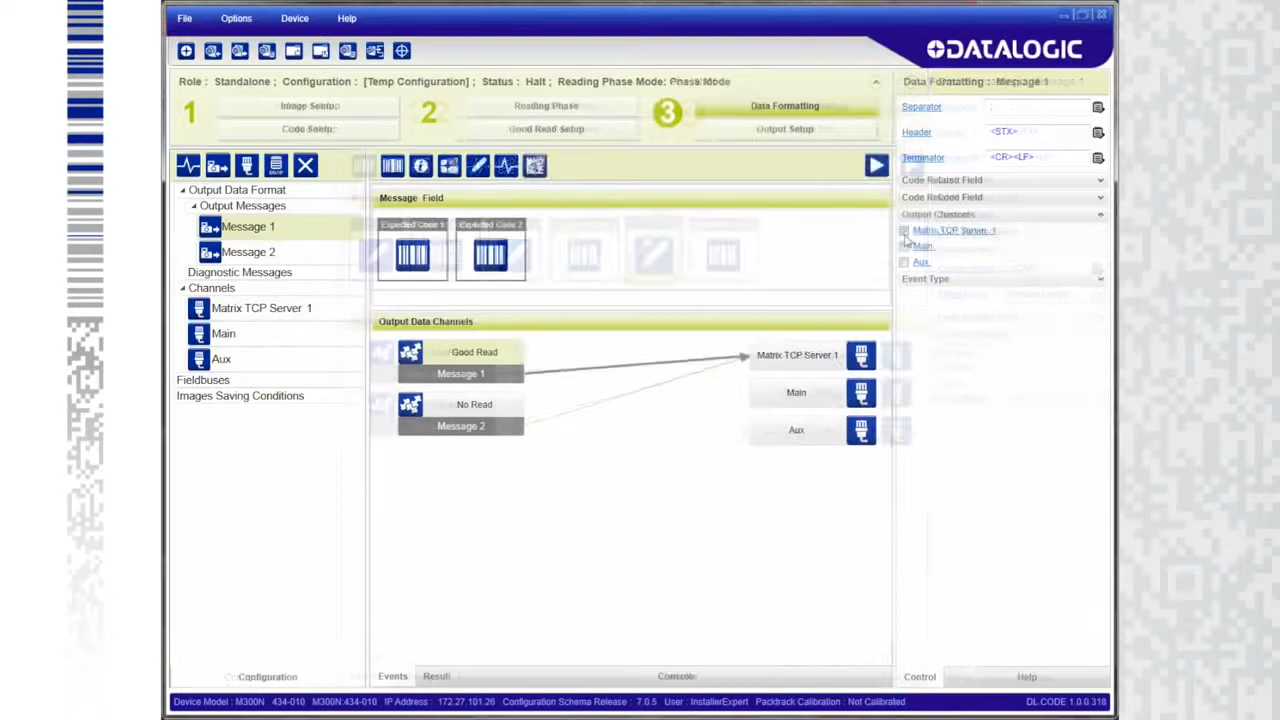 File Options Device Help
DATALOGIC
Role : Standalone ; Configuration : [Temp Configuration] ; Status : Halt ; Reading Phase Mode: Phase Mode
Data Formatting : Message 1
1 Image Setup 2 Reading Phase 3 Data Formatting
Code Setup Good Read Setup Output Setup
Separator ;
Header <STX>
Terminator <CR><LF>
Output Data Format
Output Messages
Message 1
Message 2
Diagnostic Messages
Channels
Matrix TCP Server 1
Main
Aux
Fieldbuses
Images Saving Conditions
Message Field
Expected Code 1 Expected Code 2
Output Data Channels
Good Read
Message 1
No Read
Message 2
Matrix TCP Server 1
Main
Aux
Code Related Field
Code Related Field
Matrix TCP Server 1
Main
Aux
Event Type
Configuration Events Result Console Control Help
Device Model : M300N 434-010 M300N:434-010 IP Address : 172.27.101.26 Configuration Schema Release : 7.0.5 User : InstallerExpert Packtrack Calibration : Not Calibrated DL.CODE 1.0.0.318